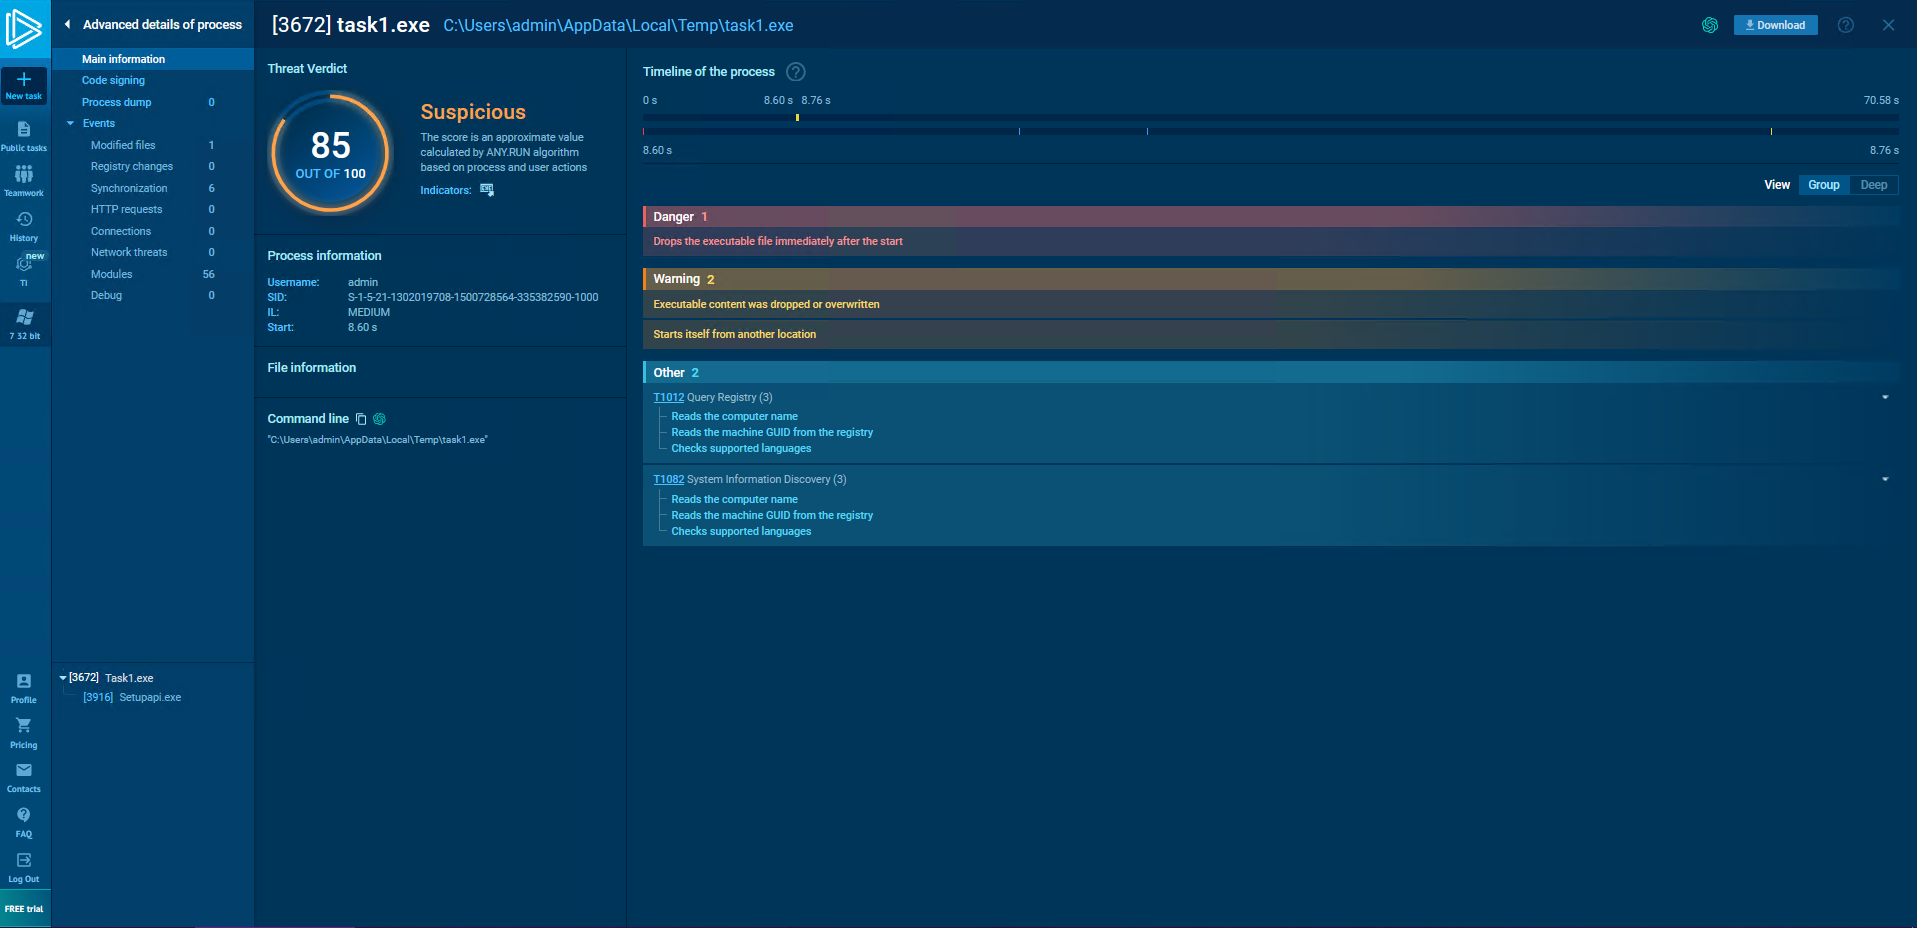 New task
Public tasks
Teamwork
History
new
TI
7 32 bit
Profile
Pricing
Contacts
FAQ
Log Out
FREE trial
Advanced details of process
Main information
Code signing
Process dump 0
Events
Modified files 1
Registry changes 0
Synchronization 6
HTTP requests 0
Connections 0
Network threats 0
Modules 56
Debug 0
[3672] Task1.exe
[3916] Setupapi.exe
[3672] task1.exe C:\Users\admin\AppData\Local\Temp\task1.exe
Download
Threat Verdict
85
OUT OF 100
Suspicious
The score is an approximate value
calculated by ANY.RUN algorithm
based on process and user actions
Indicators:
Process information
Username: admin
SID: S-1-5-21-1302019708-1500728564-335382590-1000
IL: MEDIUM
Start: 8.60 s
File information
Command line
"C:\Users\admin\AppData\Local\Temp\task1.exe"
Timeline of the process ?
0 s 8.60 s 8.76 s 70.58 s
8.60 s 8.76 s
View Group Deep
Danger 1
Drops the executable file immediately after the start
Warning 2
Executable content was dropped or overwritten
Starts itself from another location
Other 2
T1012 Query Registry (3)
Reads the computer name
Reads the machine GUID from the registry
Checks supported languages
T1082 System Information Discovery (3)
Reads the computer name
Reads the machine GUID from the registry
Checks supported languages